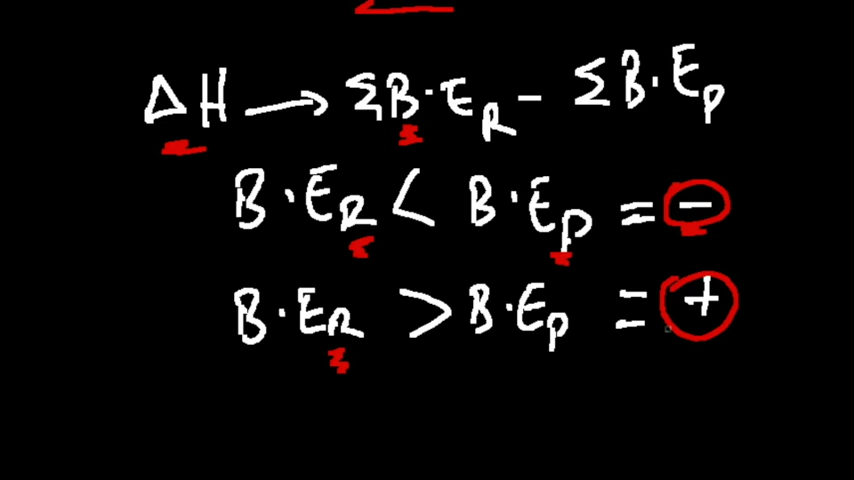 ΔH → ΣB·E_R - ΣB·E_p
B·E_R < B·E_p = -
B·E_R > B·E_p = +